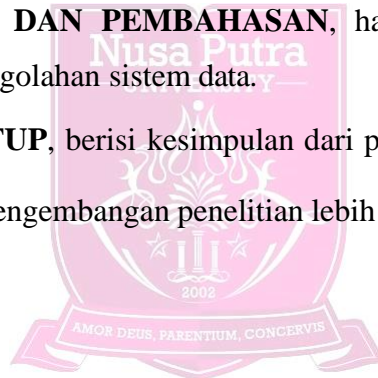 DAN PEMBAHASAN, ha
Nusa Putra
UNIVERSITY
golahan sistem data.
TUP, berisi kesimpulan dari p
engembangan penelitian lebih
2002
AMOR DEUS, PARENTIUM, CONCERVIS